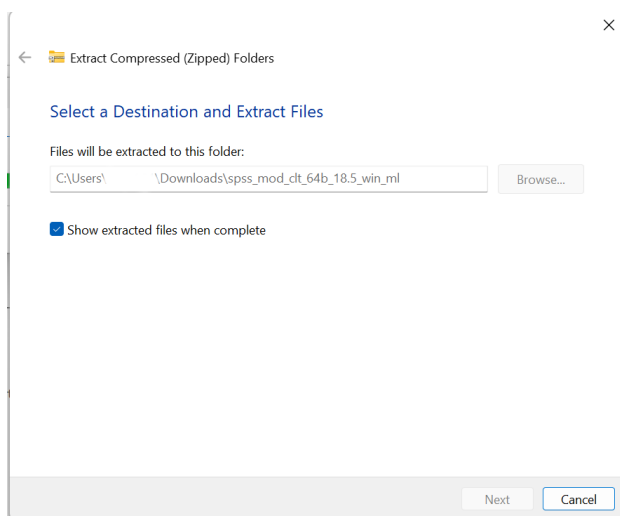 Extract Compressed (Zipped) Folders
Select a Destination and Extract Files
Files will be extracted to this folder:
C:\Users\ \Downloads\spss_mod_clt_64b_18.5_win_ml
Browse...
Show extracted files when complete
Next
Cancel